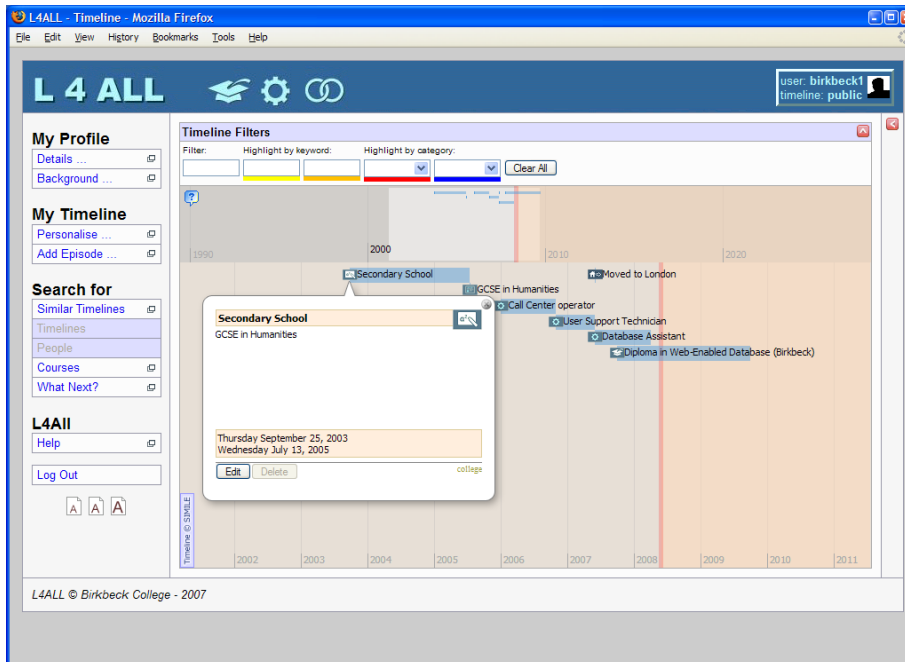 L4ALL - Timeline - Mozilla Firefox
File Edit View History Bookmarks Tools Help
L 4 ALL
user: birkbeck1
timeline: public
My Profile
Details ...
Background ...
My Timeline
Personalise ...
Add Episode ...
Search for
Similar Timelines
Timelines
People
Courses
What Next?
L4All
Help
Log Out
A A A
Timeline Filters
Filter: Highlight by keyword: Highlight by category:
Clear All
?
1990 2000 2010 2020
Secondary School
Moved to London
GCSE in Humanities
Call Center operator
User Support Technician
Database Assistant
Diploma in Web-Enabled Database (Birkbeck)
Secondary School
GCSE in Humanities
Thursday September 25, 2003
Wednesday July 13, 2005
Edit Delete
college
Timeline © SIMILE
2002 2003 2004 2005 2006 2007 2008 2009 2010 2011
L4ALL © Birkbeck College - 2007